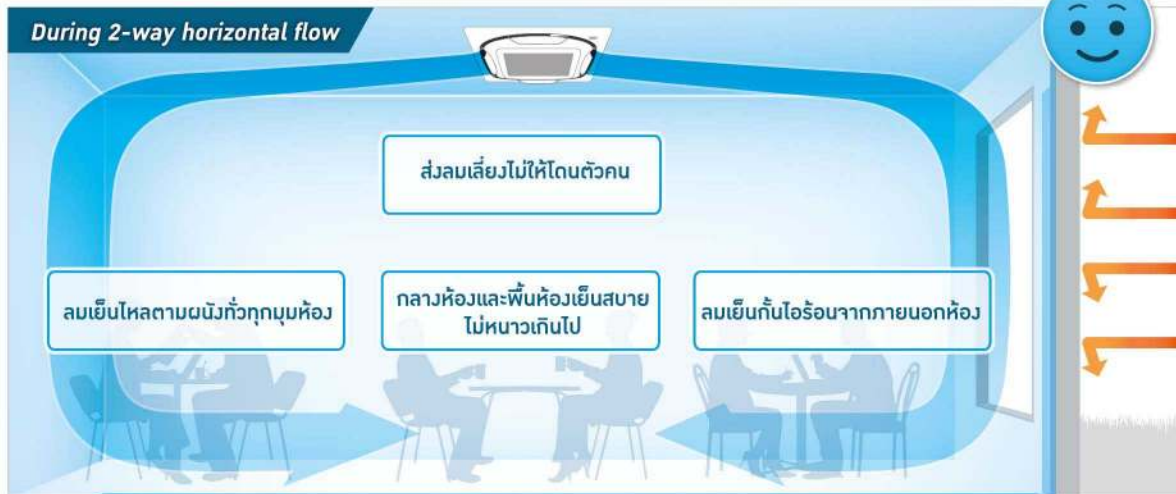 During 2-way horizontal flow
ส่งลมเลี่ยงไม่ให้โดนตัวคน
ลมเย็นไหลตามผนังทั่วทุกมุมห้อง
กลางห้องและพื้นห้องเย็นสบาย
ไม่หนาวเกินไป
ลมเย็นกั้นไอร้อนจากภายนอกห้อง